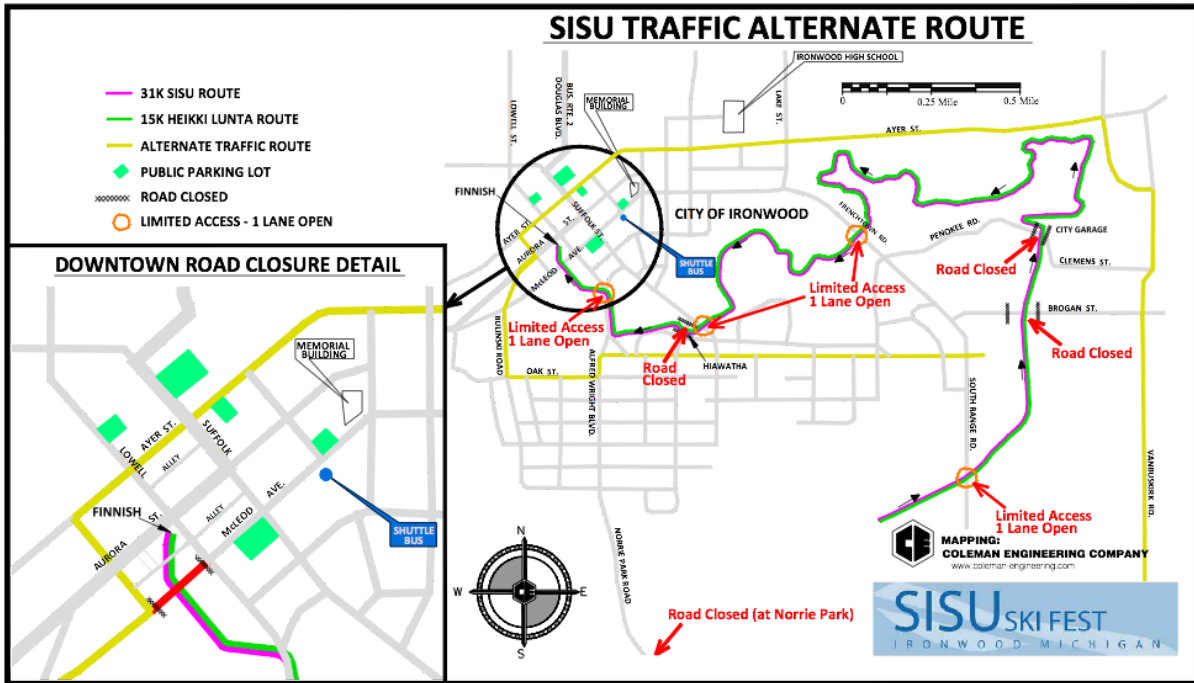 SISU TRAFFIC ALTERNATE ROUTE
31K SISU ROUTE
15K HEIKKI LUNTA ROUTE
ALTERNATE TRAFFIC ROUTE
PUBLIC PARKING LOT
ROAD CLOSED
LIMITED ACCESS - 1 LANE OPEN
LOWELL ST.
BUS. RTE. 2
DOUGLAS BLVD.
MEMORIAL
BUILDING
IRONWOOD HIGH SCHOOL
LAKE ST.
0
0.25 Mile
0.5 Mile
AYER ST.
FINNISH
SUFFOLK ST.
ST.
AYER ST.
AURORA
McLEOD
AVE.
CITY OF IRONWOOD
FRENCHTOWN RD.
PENOKEE RD.
CITY GARAGE
CLEMENS ST.
Road Closed
SHUTTLE
BUS
Limited Access
1 Lane Open
BROGAN ST.
Road Closed
Limited Access
1 Lane Open
Road
Closed
HIAWATHA
BULINSKI ROAD
OAK ST.
ALFRED WRIGHT BLVD.
SOUTH RANGE RD.
VANBUSKIRK RD.
Limited Access
1 Lane Open
NORRIE PARK ROAD
Road Closed (at Norrie Park)
N
W
E
S
CE
MAPPING:
COLEMAN ENGINEERING COMPANY
www.coleman-engineering.com
SISU SKI FEST
IRONWOOD MICHIGAN
DOWNTOWN ROAD CLOSURE DETAIL
MEMORIAL
BUILDING
AYER ST.
SUFFOLK
LOWELL
ALLEY
ALLEY
AVE.
McLEOD
FINNISH
ST.
AURORA
SHUTTLE
BUS